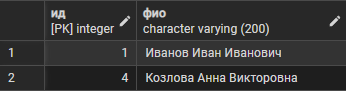 ид фио
[PK] integer character varying (200)
1 1 Иванов Иван Иванович
2 4 Козлова Анна Викторовна